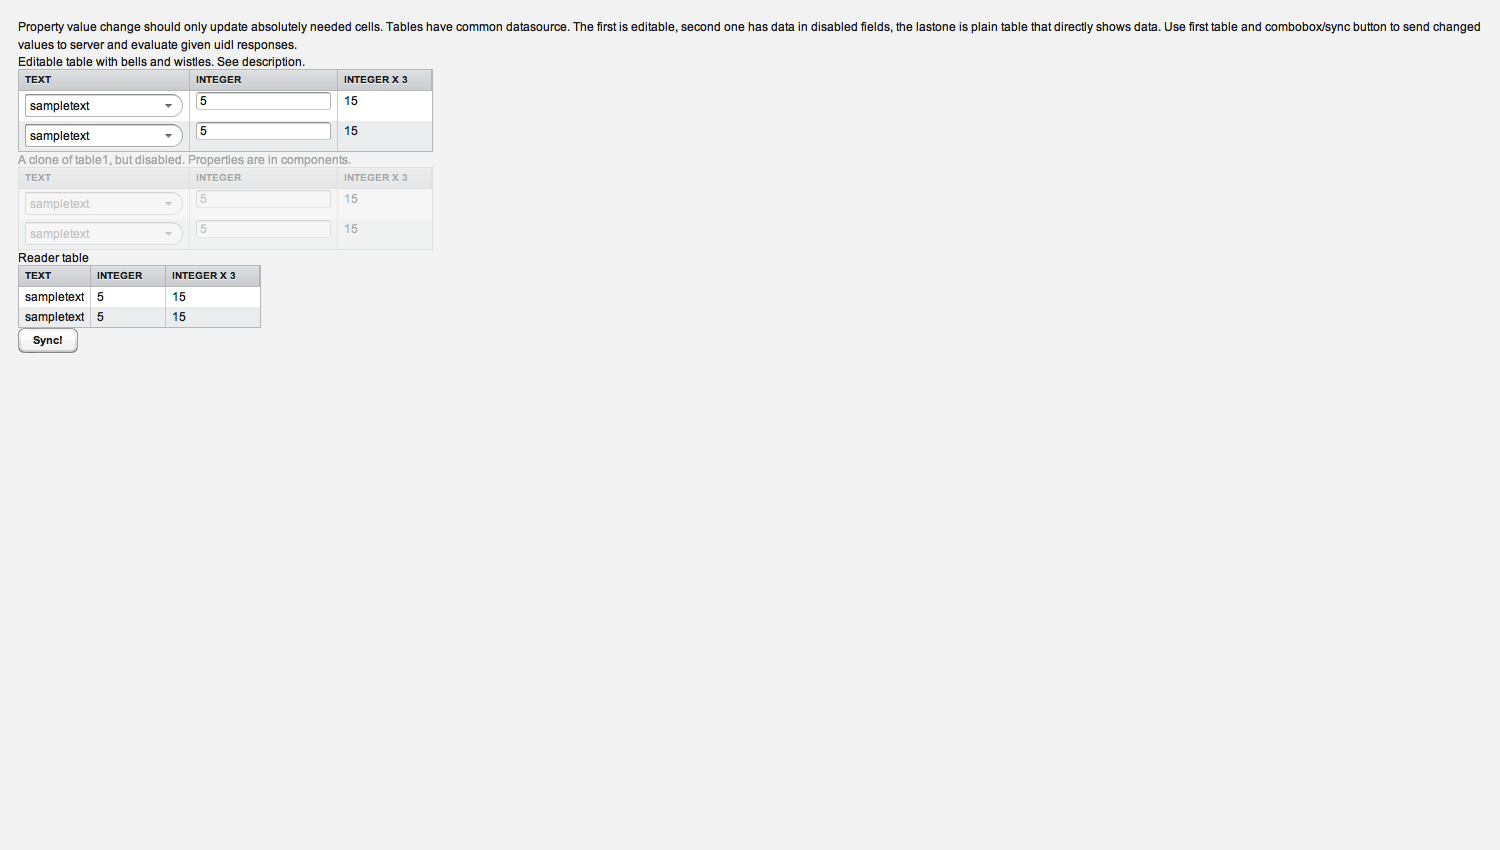 Property value change should only update absolutely needed cells. Tables have common datasource. The first is editable, second one has data in disabled fields, the lastone is plain table that directly shows data. Use first table and combobox/sync button to send changed
values to server and evaluate given uidl responses.
Editable table with bells and wistles. See description.
TEXT INTEGER INTEGER X 3
sampletext 5 15
sampletext 5 15
A clone of table1, but disabled. Properties are in components.
TEXT INTEGER INTEGER X 3
sampletext 5 15
sampletext 5 15
Reader table
TEXT INTEGER INTEGER X 3
sampletext 5 15
sampletext 5 15
Sync!